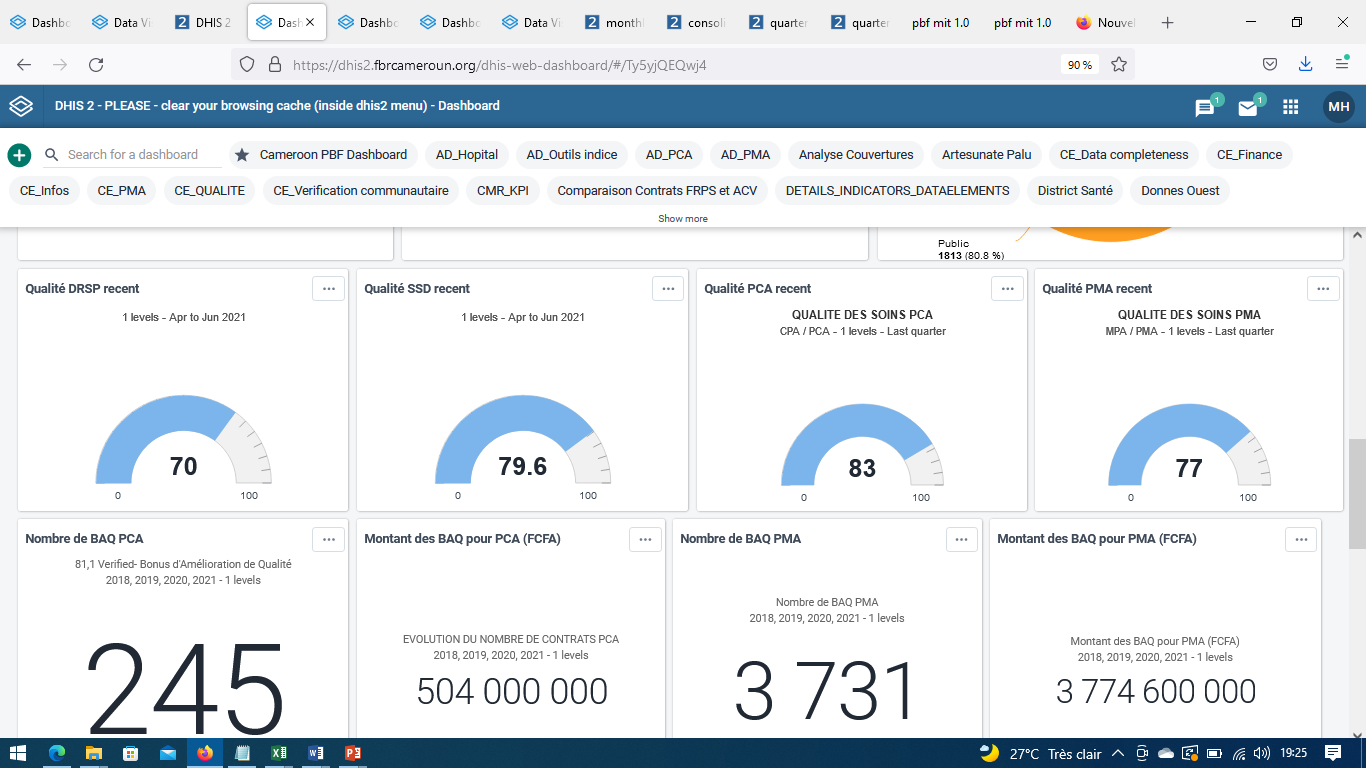 Dashbo
Data Vi
DHIS 2
Dash
Dashbo
Dashbo
Data Vi
monthl
consoli
quarter
quarter
pbf mit 1.0
pbf mit 1.0
Nouvel
https://dhis2.fbrcameroun.org/dhis-web-dashboard/#/Ty5yjQEQwj4
90 %
DHIS 2 - PLEASE - clear your browsing cache (inside dhis2 menu) - Dashboard
1
1
MH
Search for a dashboard
Cameroon PBF Dashboard
AD_Hopital
AD_Outils indice
AD_PCA
AD_PMA
Analyse Couvertures
Artesunate Palu
CE_Data completeness
CE_Finance
CE_Infos
CE_PMA
CE_QUALITE
CE_Verification communautaire
CMR_KPI
Comparaison Contrats FRPS et ACV
DETAILS_INDICATORS_DATAELEMENTS
District Santé
Donnes Ouest
Show more
Public
1813 (80.8 %)
Qualité DRSP recent
1 levels - Apr to Jun 2021
70
0
100
Qualité SSD recent
1 levels - Apr to Jun 2021
79.6
0
100
Qualité PCA recent
QUALITE DES SOINS PCA
CPA / PCA - 1 levels - Last quarter
83
0
100
Qualité PMA recent
QUALITE DES SOINS PMA
MPA / PMA - 1 levels - Last quarter
77
0
100
Nombre de BAQ PCA
81,1 Verified- Bonus d'Amélioration de Qualité
2018, 2019, 2020, 2021 - 1 levels
245
Montant des BAQ pour PCA (FCFA)
EVOLUTION DU NOMBRE DE CONTRATS PCA
2018, 2019, 2020, 2021 - 1 levels
504 000 000
Nombre de BAQ PMA
Nombre de BAQ PMA
2018, 2019, 2020, 2021 - 1 levels
3 731
Montant des BAQ pour PMA (FCFA)
Montant des BAQ pour PMA (FCFA)
2018, 2019, 2020, 2021 - 1 levels
3 774 600 000
27°C Très clair
19:25